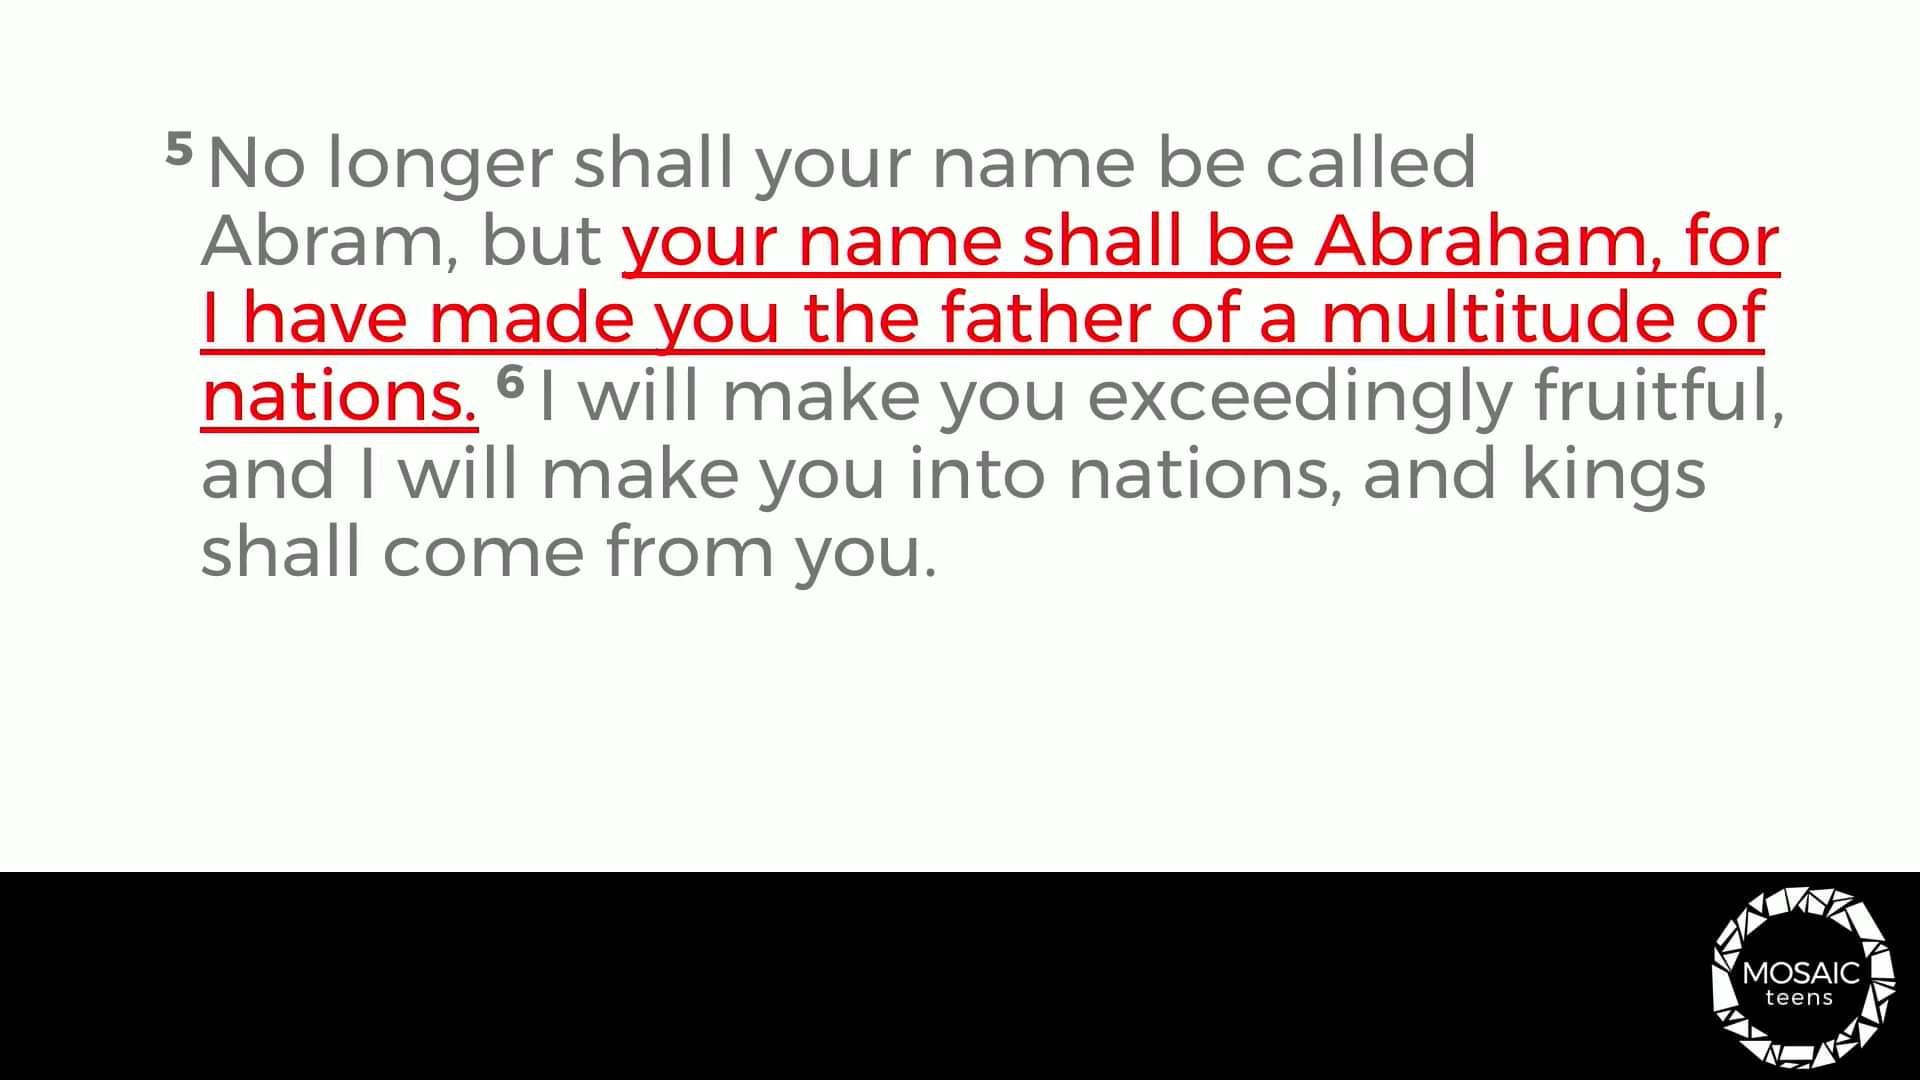 5 No longer shall your name be called
Abram, but your name shall be Abraham, for
I have made you the father of a multitude of
nations. 6 I will make you exceedingly fruitful,
and I will make you into nations, and kings
shall come from you.
MOSAIC
teens